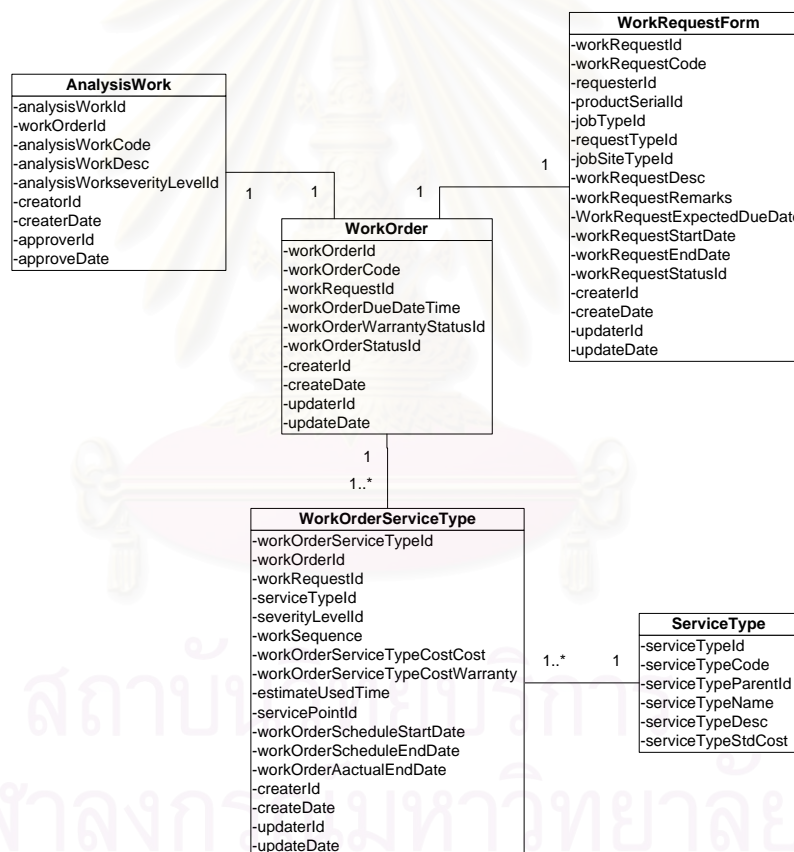 WorkRequestForm
-workRequestId
-workRequestCode
-requesterId
-productSerialId
-jobTypeId
-requestTypeId
-jobSiteTypeId
-workRequestDesc
-workRequestRemarks
-WorkRequestExpectedDueDate
-workRequestStartDate
-workRequestEndDate
-workRequestStatusId
-createrId
-createDate
-updaterId
-updateDate
AnalysisWork
-analysisWorkId
-workOrderId
-analysisWorkCode
-analysisWorkDesc
-analysisWorkseverityLevelId
-creatorId
-createrDate
-approverId
-approveDate
1
1
1
1
WorkOrder
-workOrderId
-workOrderCode
-workRequestId
-workOrderDueDateTime
-workOrderWarrantyStatusId
-workOrderStatusId
-createrId
-createDate
-updaterId
-updateDate
1
1..*
WorkOrderServiceType
-workOrderServiceTypeId
-workOrderId
-workRequestId
-serviceTypeId
-severityLevelId
-workSequence
-workOrderServiceTypeCostCost
-workOrderServiceTypeCostWarranty
-estimateUsedTime
-servicePointId
-workOrderScheduleStartDate
-workOrderScheduleEndDate
-workOrderAactualEndDate
-createrId
-createDate
-updaterId
-updateDate
1..*
1
ServiceType
-serviceTypeId
-serviceTypeCode
-serviceTypeParentId
-serviceTypeName
-serviceTypeDesc
-serviceTypeStdCost